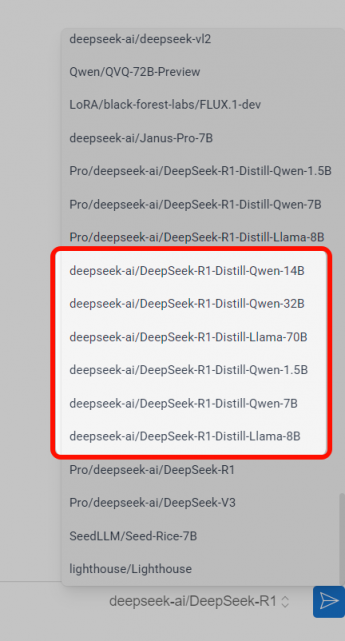 deepseek-ai/deepseek-vl2
Qwen/QVQ-72B-Preview
LoRA/black-forest-labs/FLUX.1-dev
deepseek-ai/Janus-Pro-7B
Pro/deepseek-ai/DeepSeek-R1-Distill-Qwen-1.5B
Pro/deepseek-ai/DeepSeek-R1-Distill-Qwen-7B
Pro/deepseek-ai/DeepSeek-R1-Distill-Llama-8B
deepseek-ai/DeepSeek-R1-Distill-Qwen-14B
deepseek-ai/DeepSeek-R1-Distill-Qwen-32B
deepseek-ai/DeepSeek-R1-Distill-Llama-70B
deepseek-ai/DeepSeek-R1-Distill-Qwen-1.5B
deepseek-ai/DeepSeek-R1-Distill-Qwen-7B
deepseek-ai/DeepSeek-R1-Distill-Llama-8B
Pro/deepseek-ai/DeepSeek-R1
Pro/deepseek-ai/DeepSeek-V3
SeedLLM/Seed-Rice-7B
lighthouse/Lighthouse
deepseek-ai/DeepSeek-R1